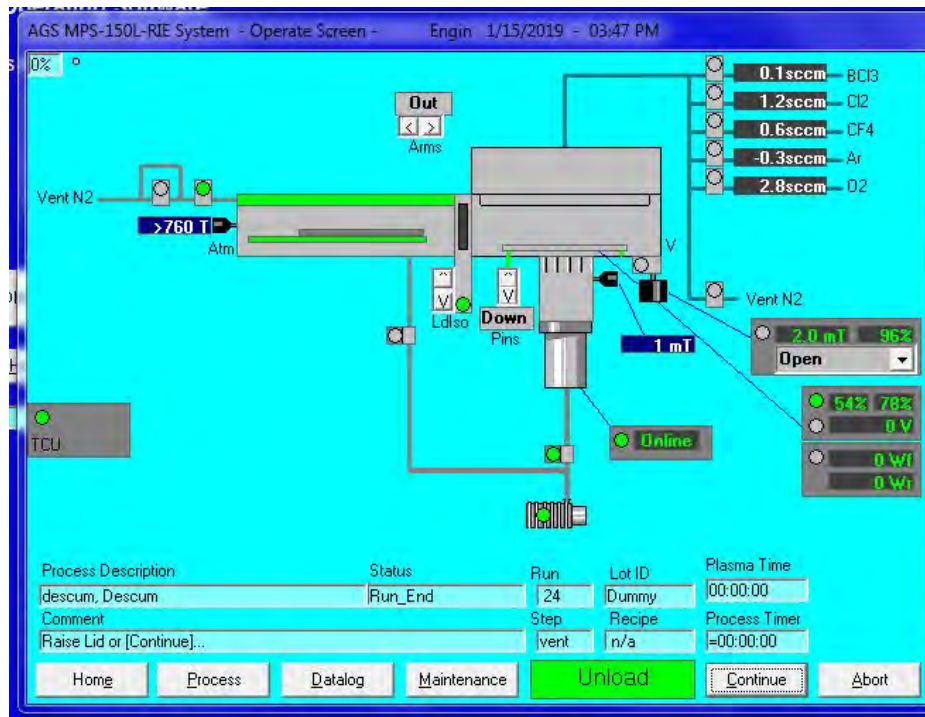 AGS MPS-150L-RIE System - Operate Screen - Engin 1/15/2019 - 03:47 PM
0%
0.1sccm BCl3
Out
1.2sccm Cl2
< >
0.6sccm CF4
Arms
-0.3sccm Ar
2.8sccm O2
Vent N2
>760 T
Atm
V
^ ^
V V
LdIso
Down
Pins
Vent N2
1 mT
2.0 mT 96%
Open
54% 78%
0 V
TCU
Online
0 Wf
0 Wr
Process Description Status Run Lot ID Plasma Time
descum, Descum Run_End 24 Dummy 00:00:00
Comment Step Recipe Process Timer
Raise Lid or [Continue]... vent n/a =00:00:00
Home Process Datalog Maintenance Unload Continue Abort